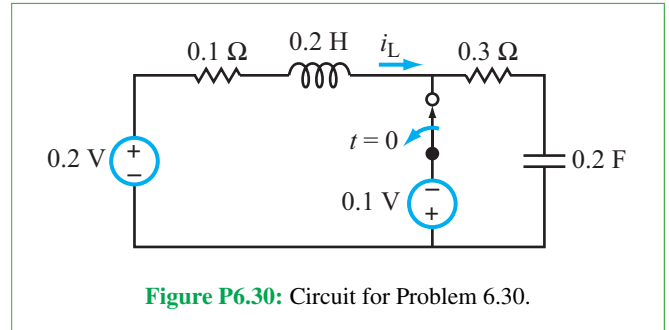 0.1 Ω
0.2 H
iL
0.3 Ω
t = 0
0.2 V
+
−
0.2 F
0.1 V
−
+
Figure P6.30: Circuit for Problem 6.30.